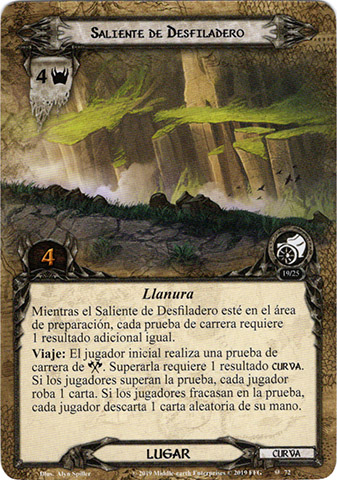 Saliente de Desfiladero
4
4
19/25
Llanura
Mientras el Saliente de Desfiladero esté en el área
de preparación, cada prueba de carrera requiere
1 resultado adicional igual.
Viaje: El jugador inicial realiza una prueba de
carrera de . Superarla requiere 1 resultado CURVA.
Si los jugadores superan la prueba, cada jugador
roba 1 carta. Si los jugadores fracasan en la prueba,
cada jugador descarta 1 carta aleatoria de su mano.
LUGAR
CURVA
Ilus. Alyn Spiller
© 2019 Middle-earth Enterprises © 2019 FFG
32